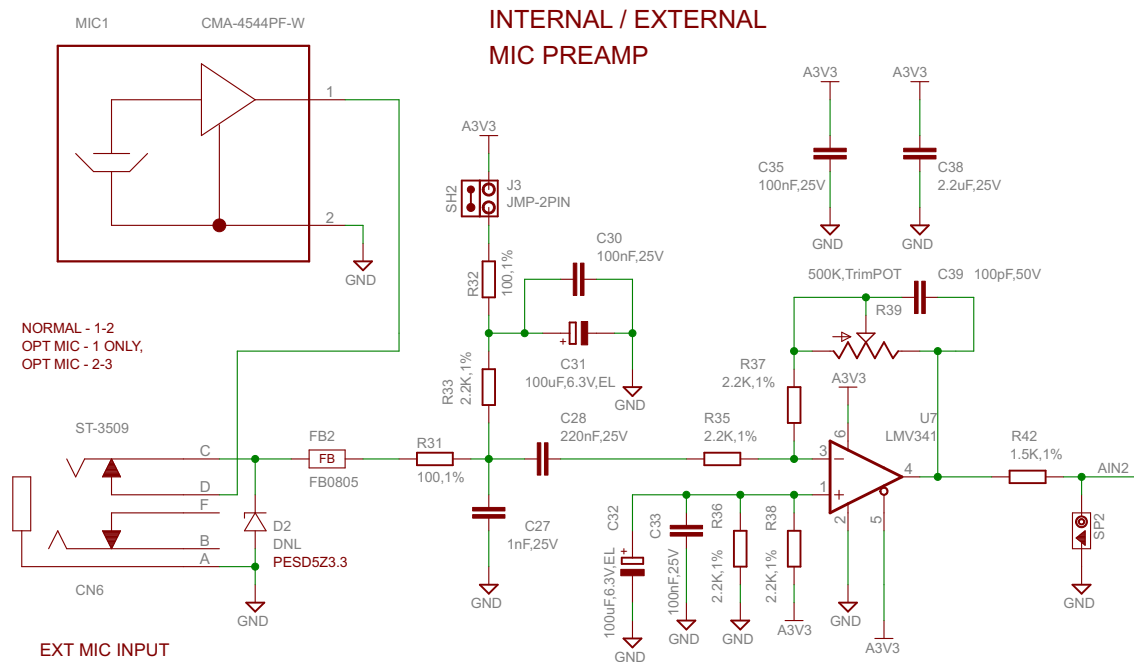 INTERNAL / EXTERNAL
MIC PREAMP
MIC1
CMA-4544PF-W
1
2
GND
NORMAL - 1-2
OPT MIC - 1 ONLY,
OPT MIC - 2-3
A3V3
SH2
J3
JMP-2PIN
R32
100,1%
C30
100nF,25V
C31
100uF,6.3V,EL
GND
R33
2.2K,1%
A3V3
C35
100nF,25V
GND
A3V3
C38
2.2uF,25V
GND
500K,TrimPOT
R39
C39
100pF,50V
R37
2.2K,1%
A3V3
U7
LMV341
6
3
1
4
2
5
ST-3509
C
D
F
B
A
CN6
D2
DNL
PESD5Z3.3
GND
FB2
FB
FB0805
R31
100,1%
C28
220nF,25V
C27
1nF,25V
GND
R35
2.2K,1%
C32
100uF,6.3V,EL
GND
C33
100nF,25V
GND
R36
2.2K,1%
GND
R38
2.2K,1%
A3V3
GND
A3V3
R42
1.5K,1%
AIN2
SP2
GND
EXT MIC INPUT